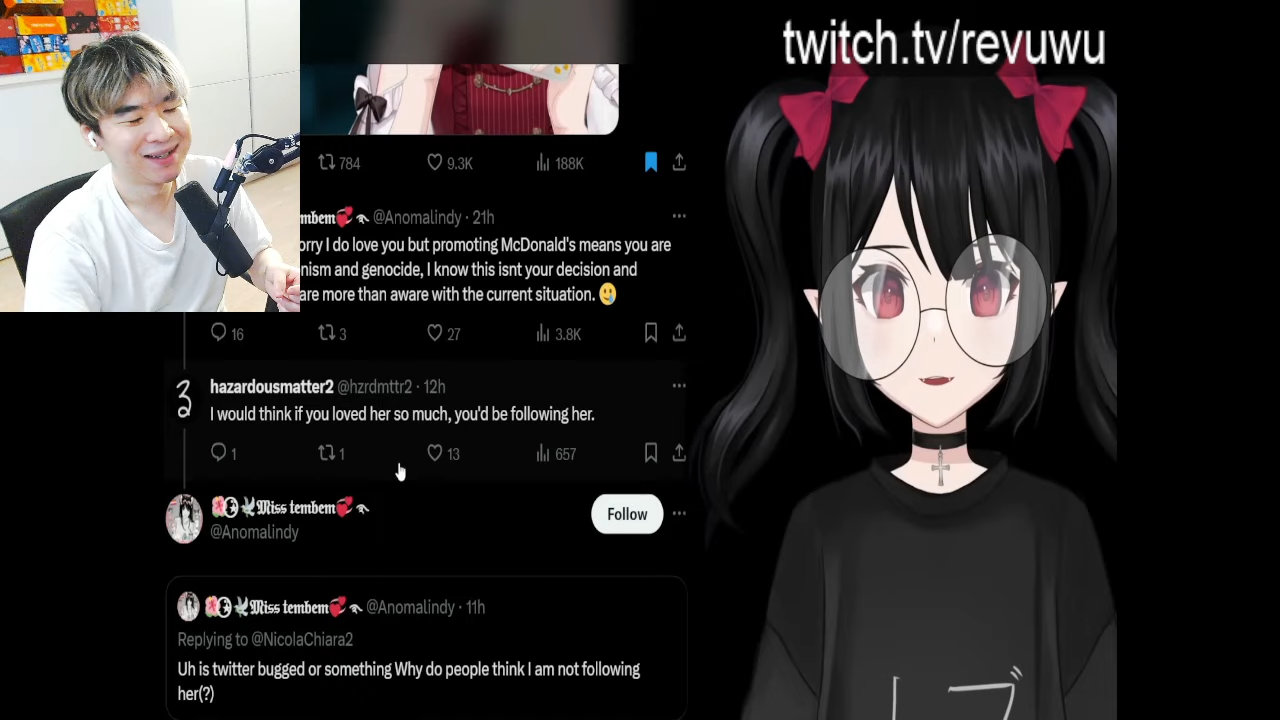 twitch.tv/revuwu
784 9.3K 188K
mbem @Anomalindy · 21h
orry I do love you but promoting McDonald's means you are
nism and genocide, I know this isnt your decision and
are more than aware with the current situation.
16 3 27 3.8K
hazardousmatter2 @hzrdmttr2 · 12h
I would think if you loved her so much, you'd be following her.
1 1 13 657
𝕸iss tembem
Follow
@Anomalindy
𝕸iss tembem @Anomalindy · 11h
Replying to @NicolaChiara2
Uh is twitter bugged or something Why do people think I am not following
her(?)